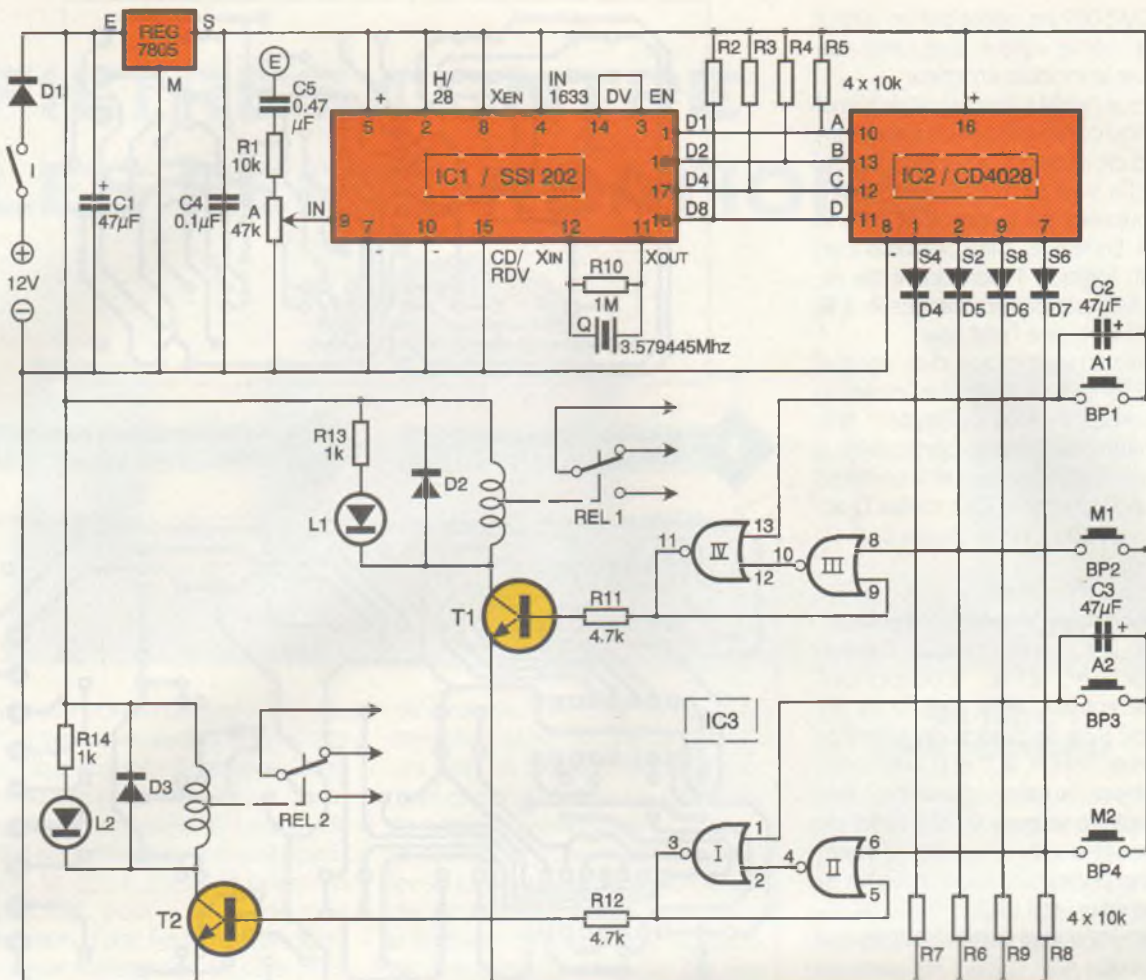 E
REG
7805
S
M
D1
I
+
12V
−
+
C1
47µF
C4
0.1µF
E
C5
0.47
µF
R1
10k
A
47k
IN
+
H/
28
XEN
IN
1633
DV
EN
5
2
8
4
14
3
IC1 / SSI 202
9
7
10
15
12
11
1
17
16
-
-
CD/
RDV
XIN
XOUT
R10
1M
Q
3.579445Mhz
D1
D2
D4
D8
R2
R3
R4
R5
4 x 10k
A
B
C
D
+
16
10
13
12
11
IC2 / CD4028
8
1
2
9
7
-
S4
S2
S8
S6
D4
D5
D6
D7
C2
47µF
+
A1
BP1
R13
1k
L1
D2
REL 1
T1
R11
4.7k
11
IV
13
12
10
III
8
9
M1
BP2
C3
47µF
+
A2
BP3
R14
1k
L2
D3
REL 2
T2
R12
4.7k
IC3
3
I
1
2
4
II
6
5
M2
BP4
R7
R6
R9
R8
4 x 10k